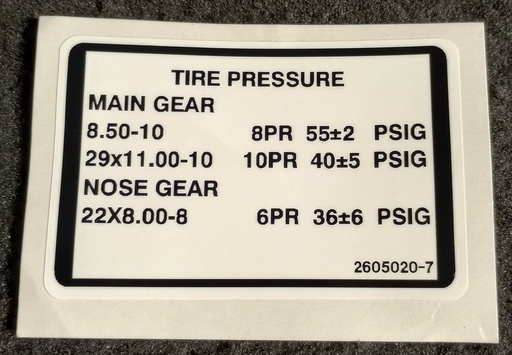 TIRE PRESSURE
MAIN GEAR
8.50-10 8PR 55±2 PSIG
29x11.00-10 10PR 40±5 PSIG
NOSE GEAR
22X8.00-8 6PR 36±6 PSIG
2605020-7